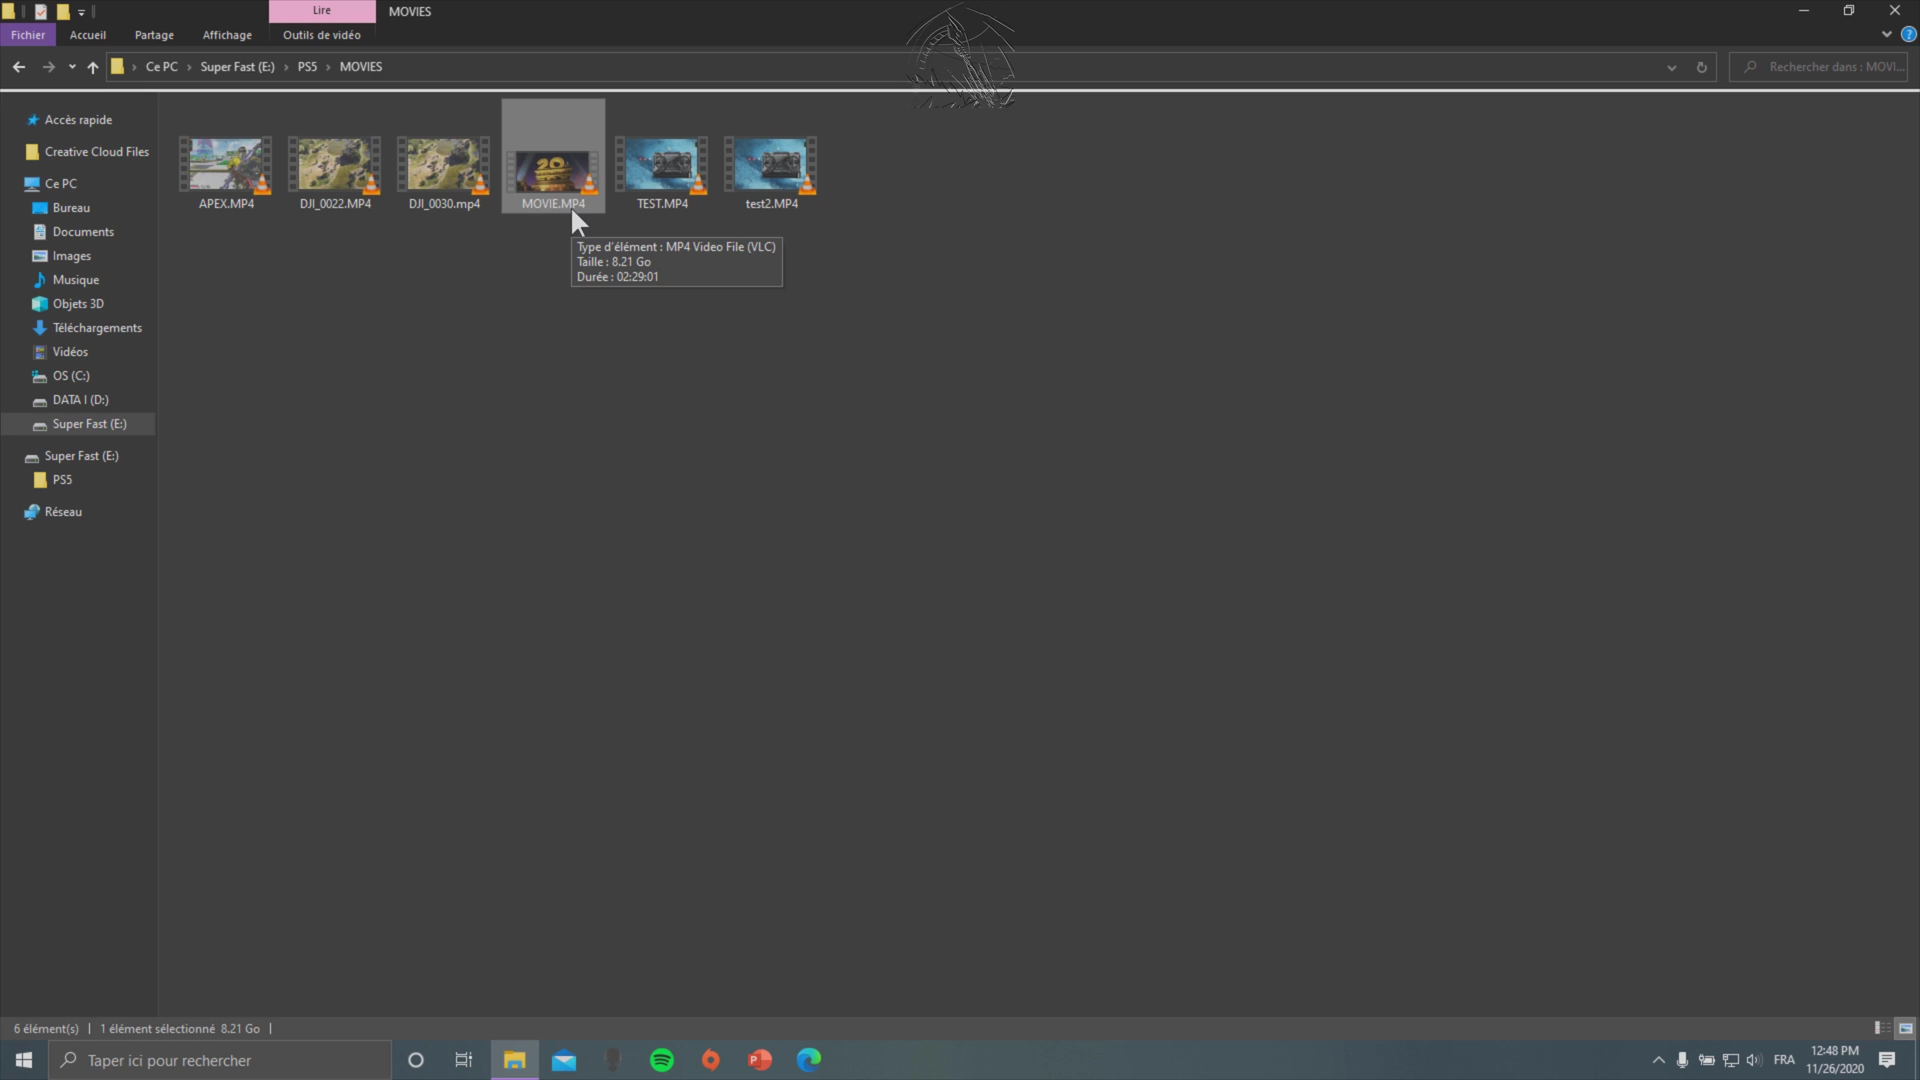 Lire
MOVIES
Fichier
Accueil
Partage
Affichage
Outils de vidéo
Ce PC
Super Fast (E:)
PS5
MOVIES
Rechercher dans : MOVI...
Accès rapide
Creative Cloud Files
Ce PC
Bureau
Documents
Images
Musique
Objets 3D
Téléchargements
Vidéos
OS (C:)
DATA I (D:)
Super Fast (E:)
Super Fast (E:)
PS5
Réseau
20
APEX.MP4
DJI_0022.MP4
DJI_0030.mp4
MOVIE.MP4
TEST.MP4
test2.MP4
Type d'élément : MP4 Video File (VLC)
Taille : 8.21 Go
Durée : 02:29:01
6 élément(s)
1 élément sélectionné 8.21 Go
Taper ici pour rechercher
FRA
12:48 PM
11/26/2020